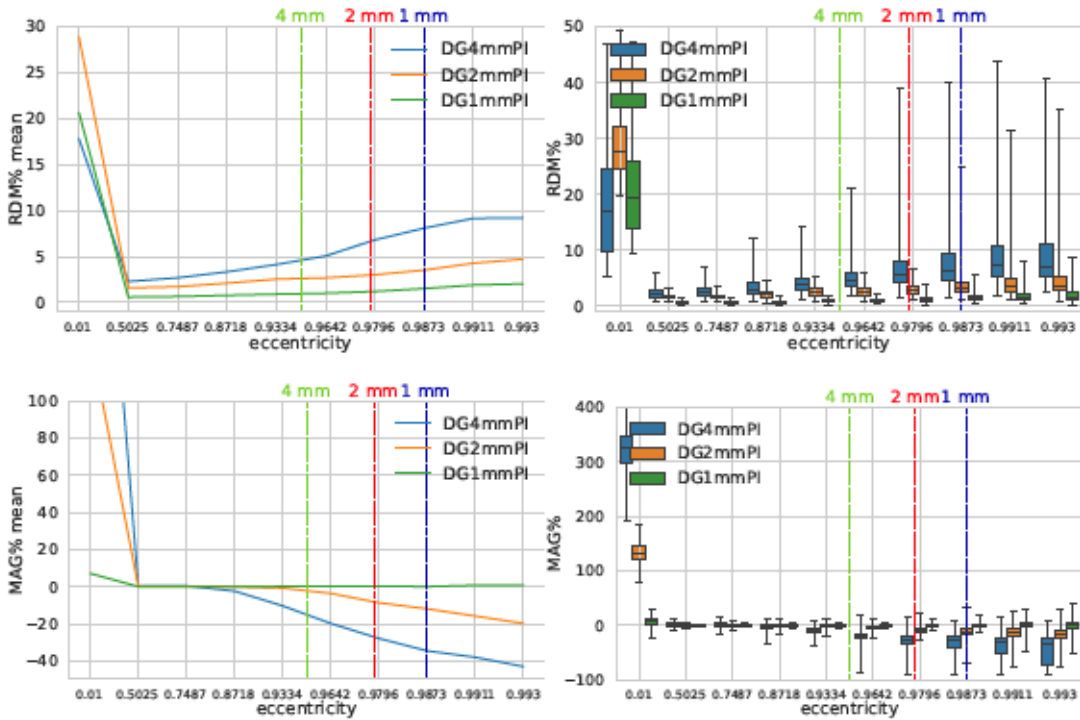 4 mm 2 mm 1 mm
30
25
20
15
10
5
0
RDM% mean
DG4mmPI
DG2mmPI
DG1mmPI
0.01 0.5025 0.7487 0.8718 0.9334 0.9642 0.9796 0.9873 0.9911 0.993
eccentricity
4 mm 2 mm 1 mm
50
40
30
20
10
0
RDM%
DG4mmPI
DG2mmPI
DG1mmPI
0.01 0.5025 0.7487 0.8718 0.9334 0.9642 0.9796 0.9873 0.9911 0.993
eccentricity
4 mm 2 mm 1 mm
100
80
60
40
20
0
−20
−40
MAG% mean
DG4mmPI
DG2mmPI
DG1mmPI
0.01 0.5025 0.7487 0.8718 0.9334 0.9642 0.9796 0.9873 0.9911 0.993
eccentricity
4 mm 2 mm 1 mm
400
300
200
100
0
−100
MAG%
DG4mmPI
DG2mmPI
DG1mmPI
0.01 0.5025 0.7487 0.8718 0.9334 0.9642 0.9796 0.9873 0.9911 0.993
eccentricity